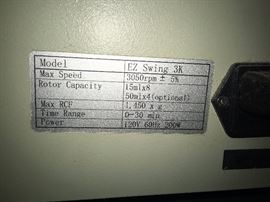 Model EZ Swing 3K
Max Speed 3050rpm ± 5%
Rotor Capacity 15mlx8
50mlx4(optional)
Max RCF 1,450 x g
Time Range 0-30 min
Power 120V 60Hz 200W